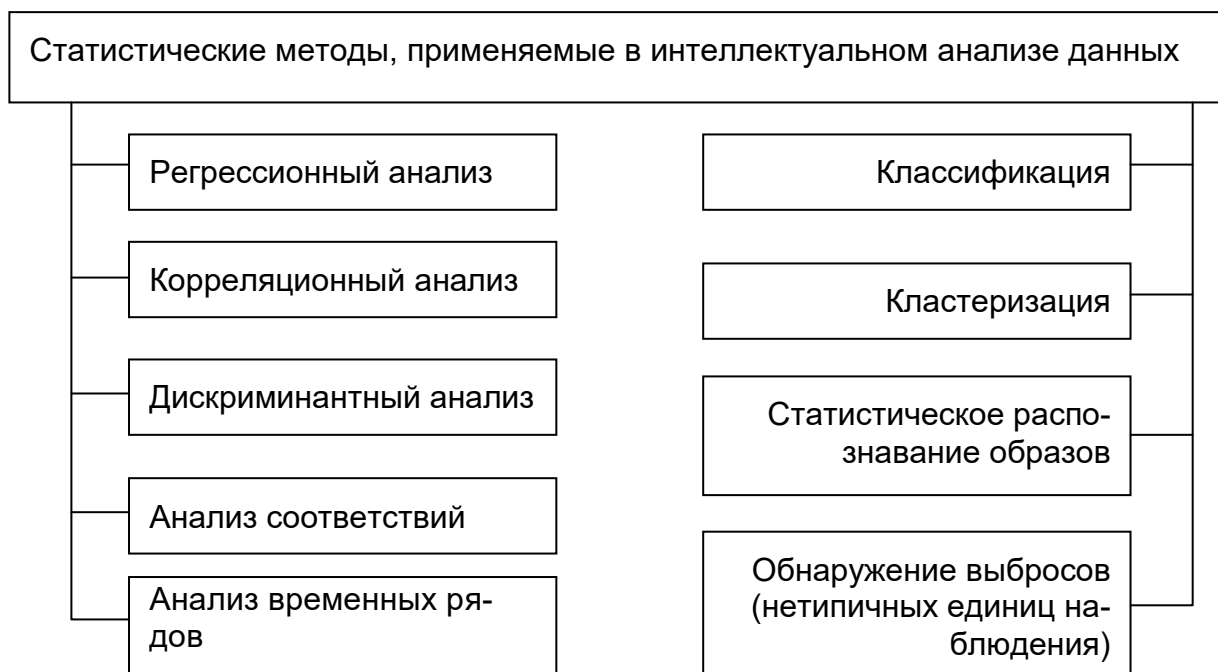 Статистические методы, применяемые в интеллектуальном анализе данных
Регрессионный анализ
Корреляционный анализ
Дискриминантный анализ
Анализ соответствий
Анализ временных ря-
дов
Классификация
Кластеризация
Статистическое распо-
знавание образов
Обнаружение выбросов
(нетипичных единиц на-
блюдения)